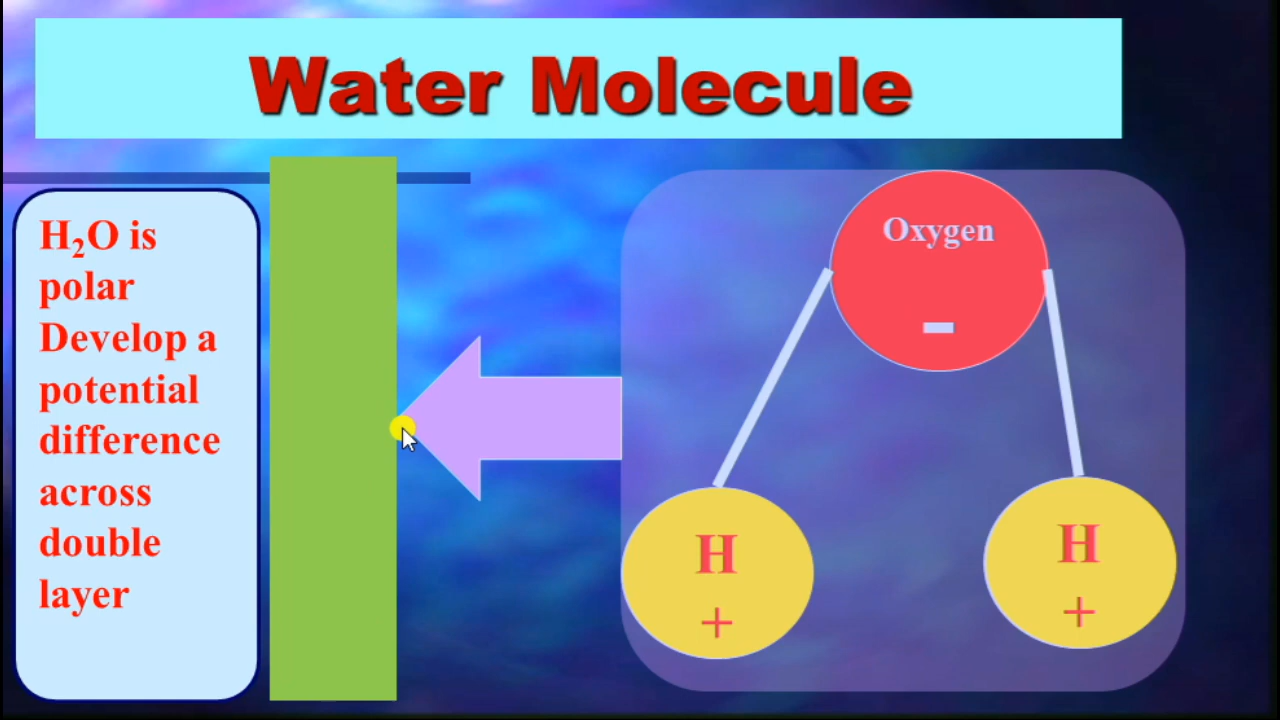 Water Molecule
H₂O is
polar
Develop a
potential
difference
across
double
layer
Oxygen
-
H
+
H
+